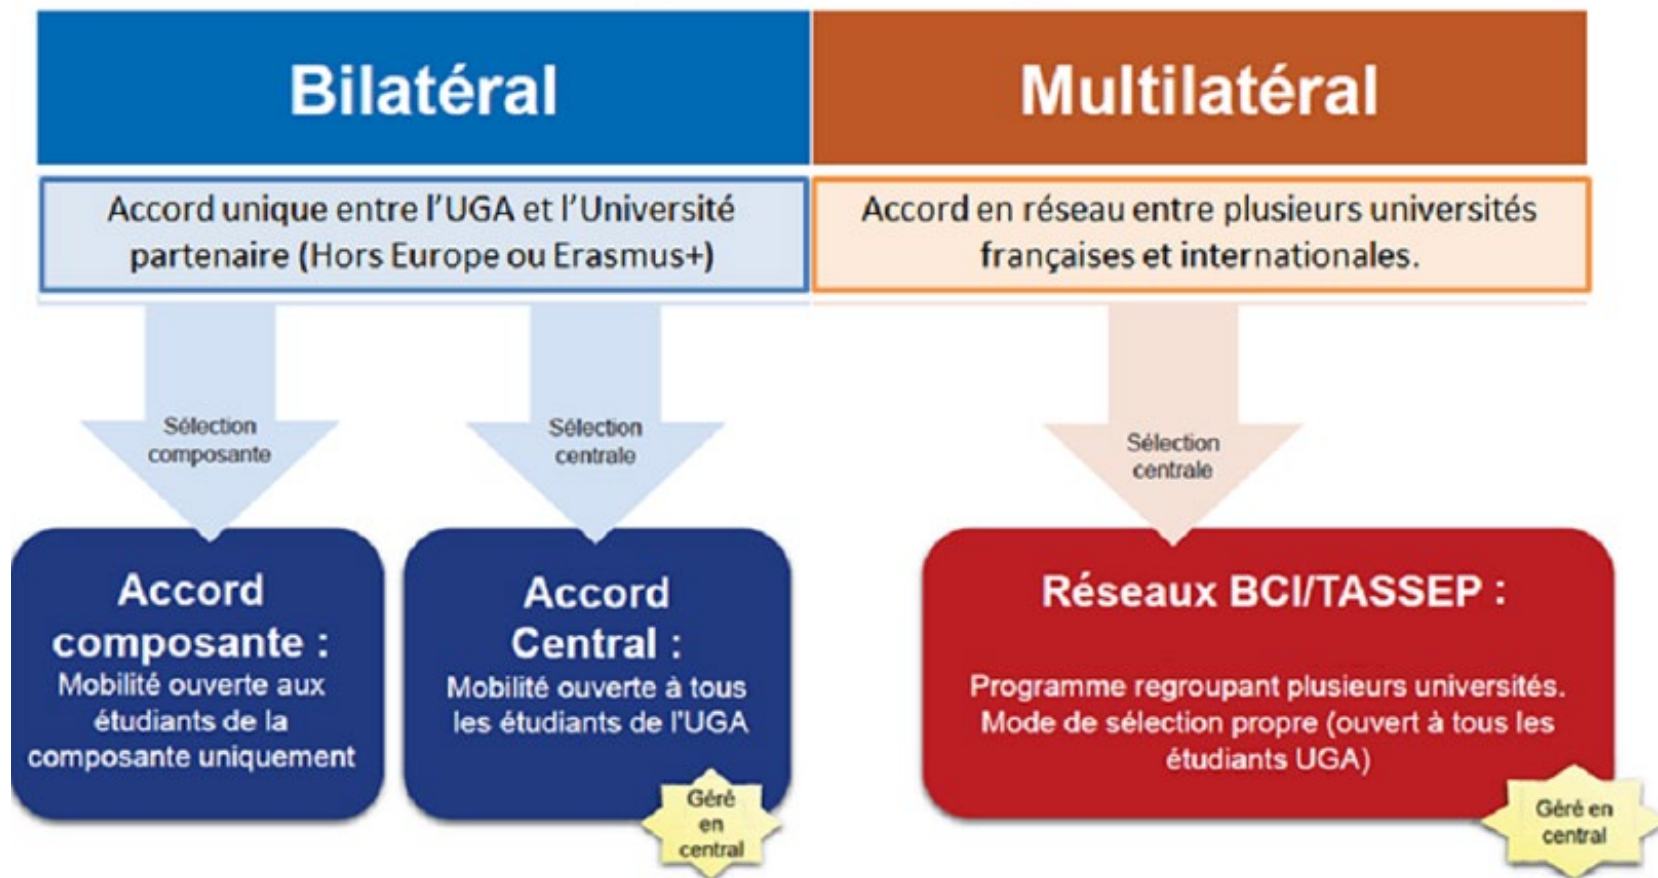 Bilatéral
Multilatéral
Accord unique entre l'UGA et l'Université
partenaire (Hors Europe ou Erasmus+)
Accord en réseau entre plusieurs universités
françaises et internationales.
Sélection
composante
Sélection
centrale
Sélection
centrale
Accord
composante :
Mobilité ouverte aux
étudiants de la
composante uniquement
Accord
Central :
Mobilité ouverte à tous
les étudiants de l'UGA
Géré
en
central
Réseaux BCI/TASSEP :
Programme regroupant plusieurs universités.
Mode de sélection propre (ouvert à tous les
étudiants UGA)
Géré en
central